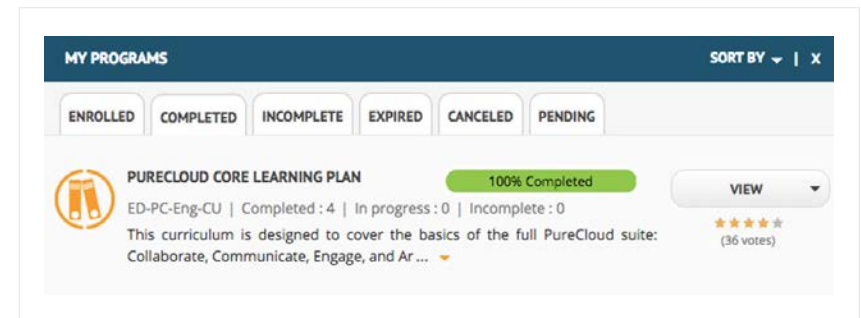 MY PROGRAMS
SORT BY | X
ENROLLED COMPLETED INCOMPLETE EXPIRED CANCELED PENDING
PURECLOUD CORE LEARNING PLAN
100% Completed
VIEW
ED-PC-Eng-CU | Completed : 4 | In progress : 0 | Incomplete : 0
(36 votes)
This curriculum is designed to cover the basics of the full PureCloud suite:
Collaborate, Communicate, Engage, and Ar ...